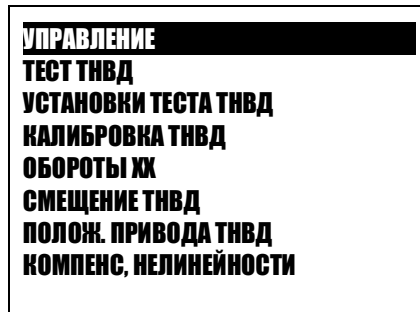 УПРАВЛЕНИЕ
ТЕСТ ТНВД
УСТАНОВКИ ТЕСТА ТНВД
КАЛИБРОВКА ТНВД
ОБОРОТЫ ХХ
СМЕЩЕНИЕ ТНВД
ПОЛОЖ. ПРИВОДА ТНВД
КОМПЕНС, НЕЛИНЕЙНОСТИ